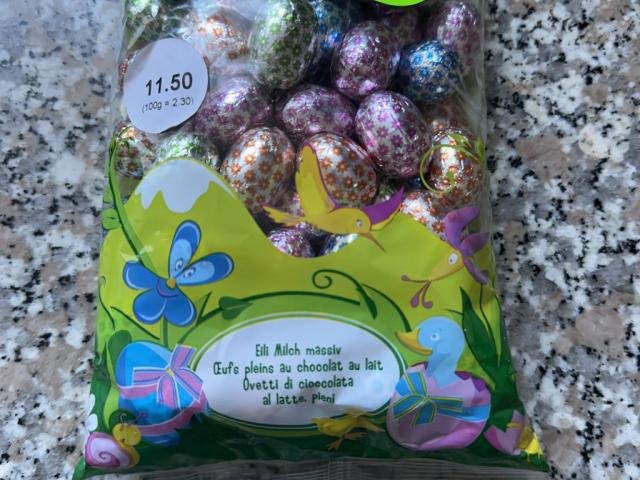 11.50
(100g = 2.30)
Eili Milch massiv
Œufs pleins au chocolat au lait
Ovetti di cioccolata
al latte, pieni